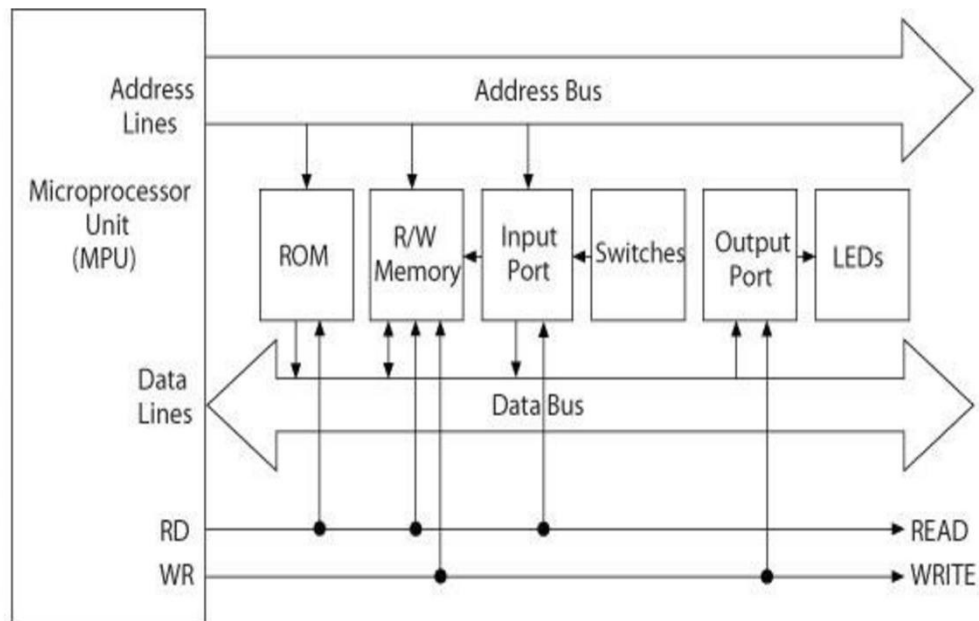 Address
Lines
Address Bus
Microprocessor
Unit
(MPU)
ROM
R/W
Memory
Input
Port
Switches
Output
Port
LEDs
Data
Lines
Data Bus
RD
READ
WR
WRITE